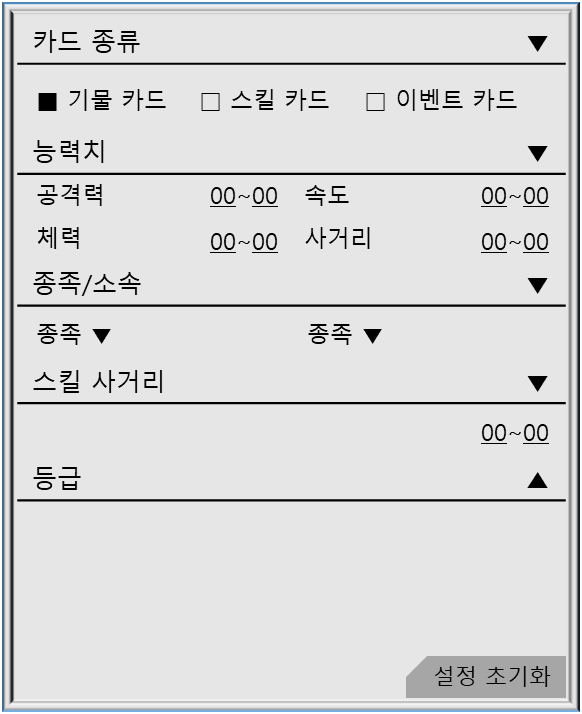 카드 종류 ▼
■ 기물 카드 □ 스킬 카드 □ 이벤트 카드
능력치 ▼
공격력 00~00 속도 00~00
체력 00~00 사거리 00~00
종족/소속 ▼
종족 ▼ 종족 ▼
스킬 사거리 ▼
00~00
등급 ▲
설정 초기화